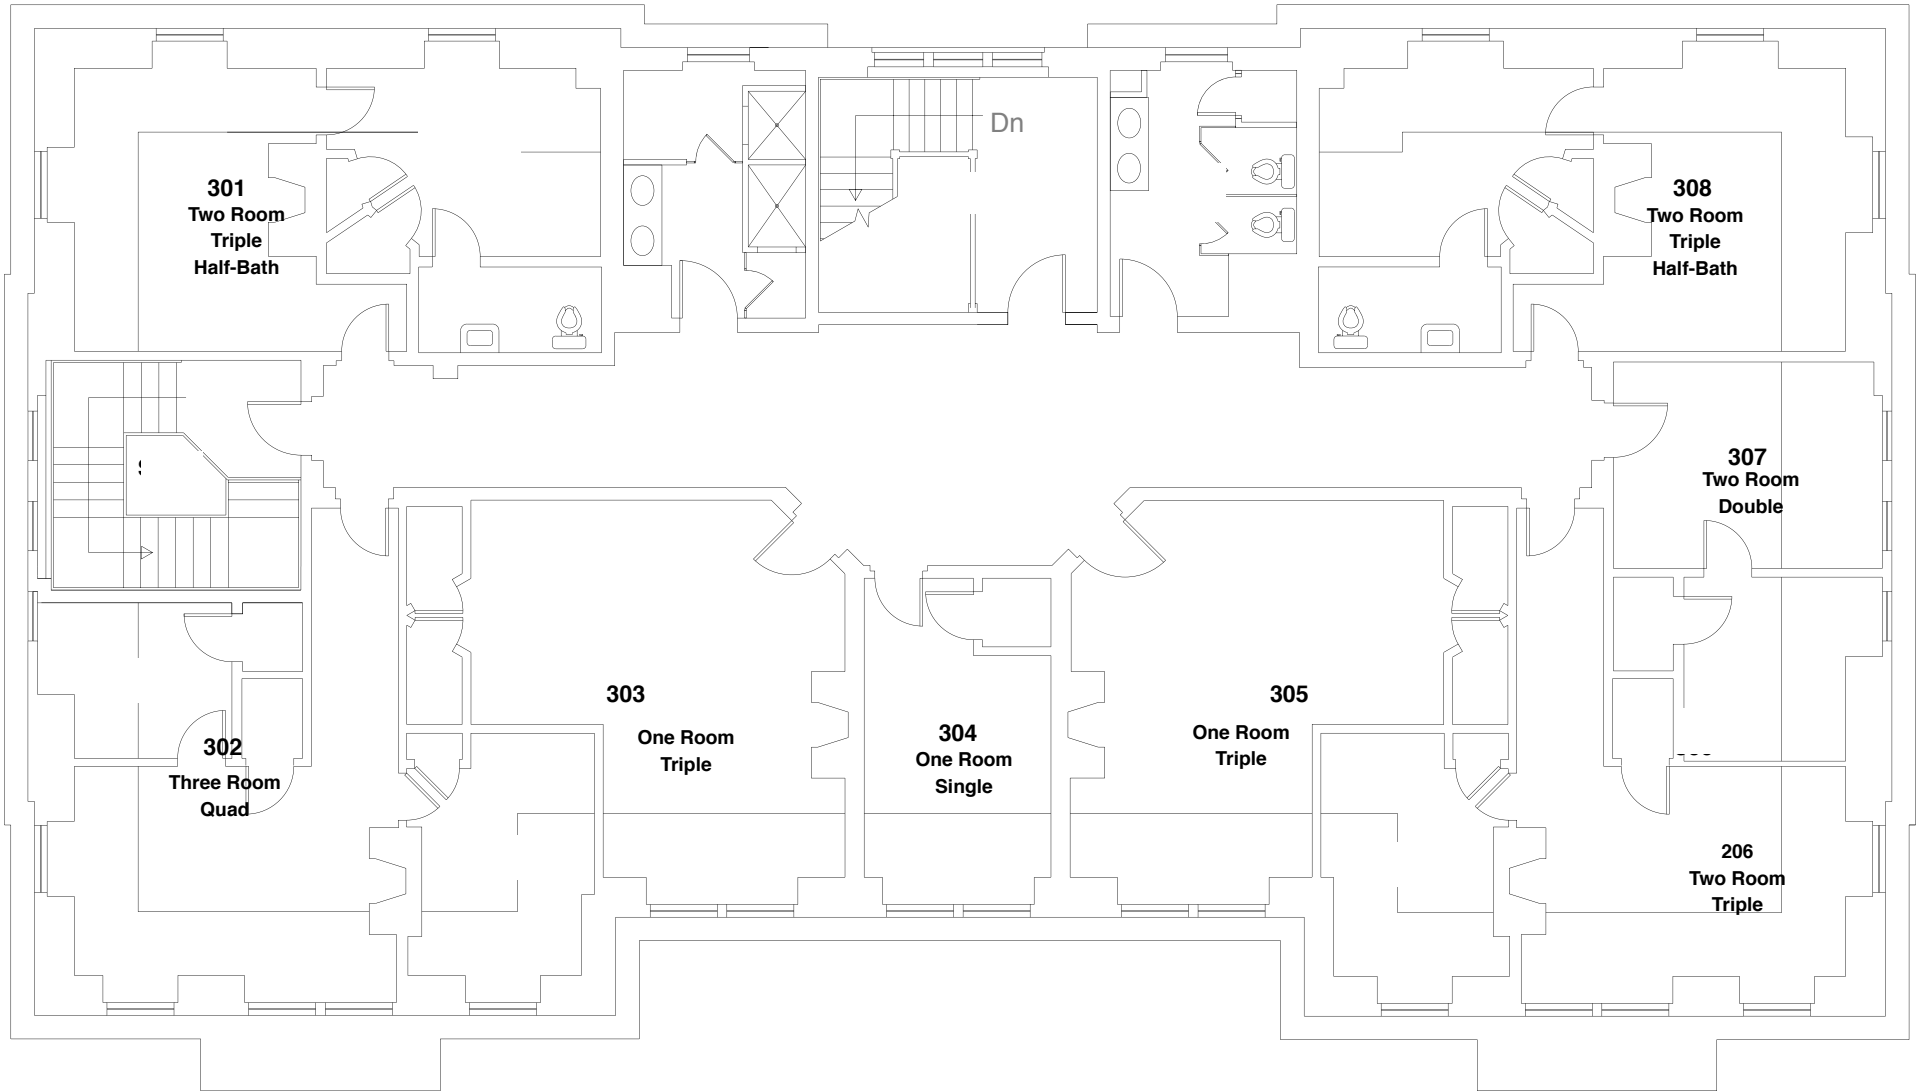 Dn
301
Two Room
Triple
Half-Bath
308
Two Room
Triple
Half-Bath
307
Two Room
Double
303
One Room
Triple
304
One Room
Single
305
One Room
Triple
302
Three Room
Quad
206
Two Room
Triple